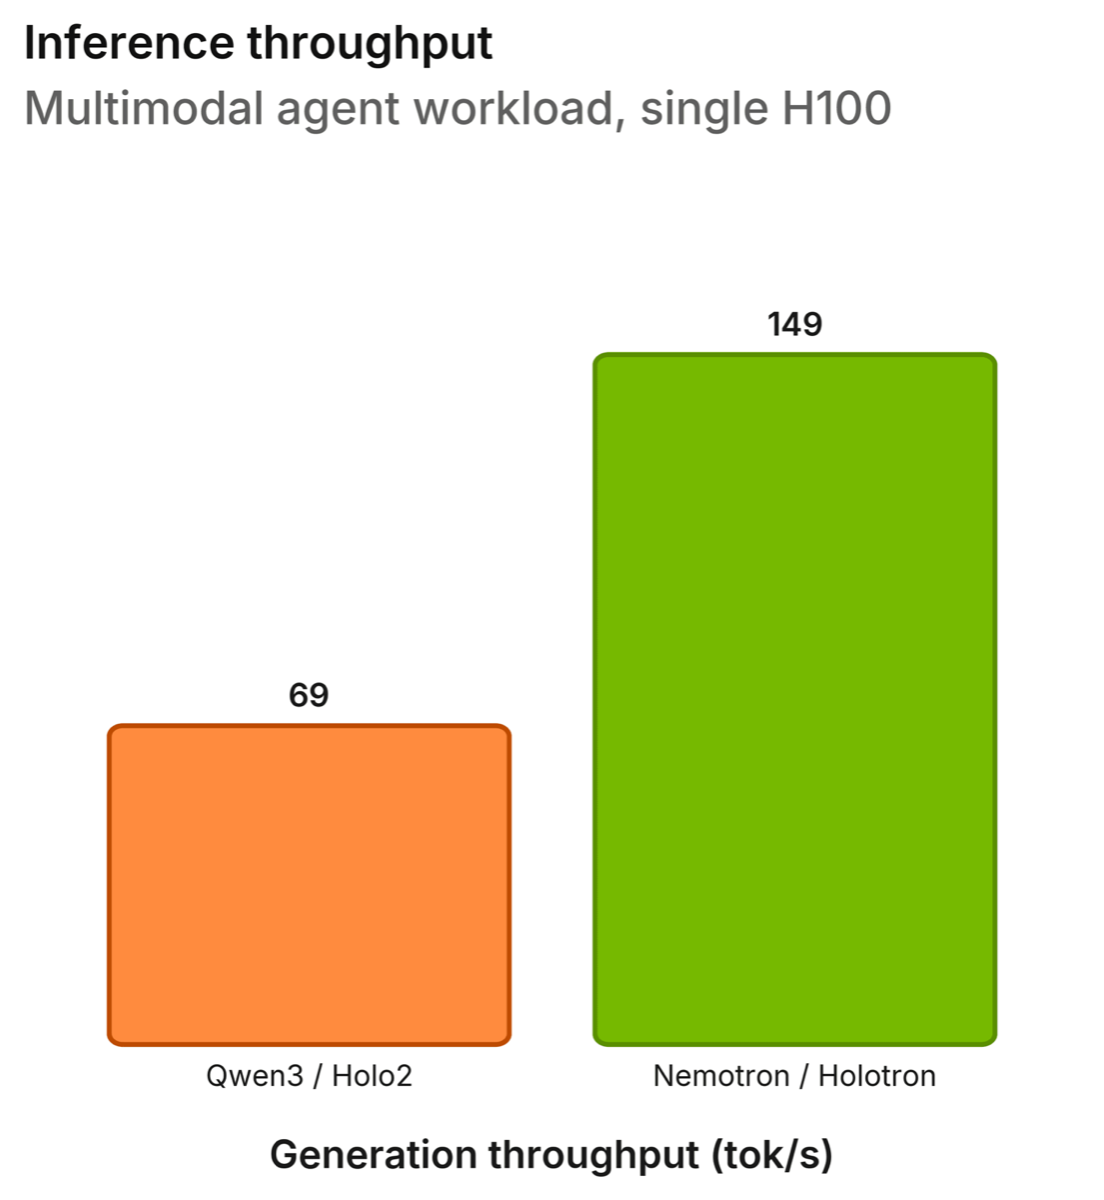 Inference throughput
Multimodal agent workload, single H100
149
69
Qwen3 / Holo2
Nemotron / Holotron
Generation throughput (tok/s)